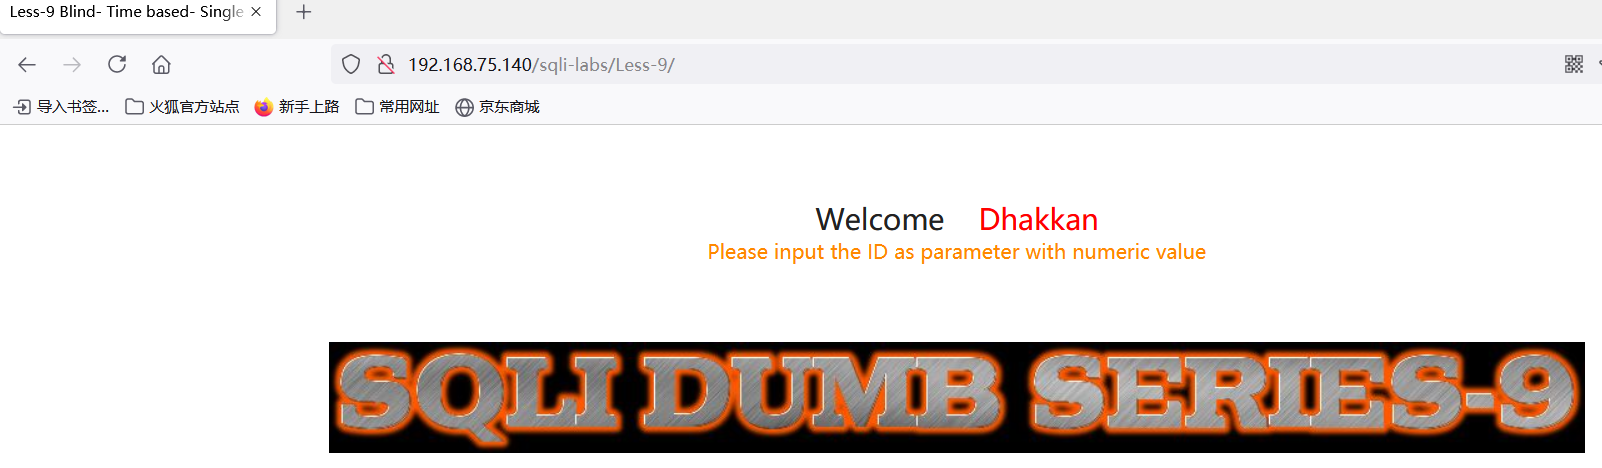 Less-9 Blind- Time based- Single
192.168.75.140/sqli-labs/Less-9/
导入书签... 火狐官方站点 新手上路 常用网址 京东商城
Welcome Dhakkan
Please input the ID as parameter with numeric value
SQLI DUMB SERIES-9